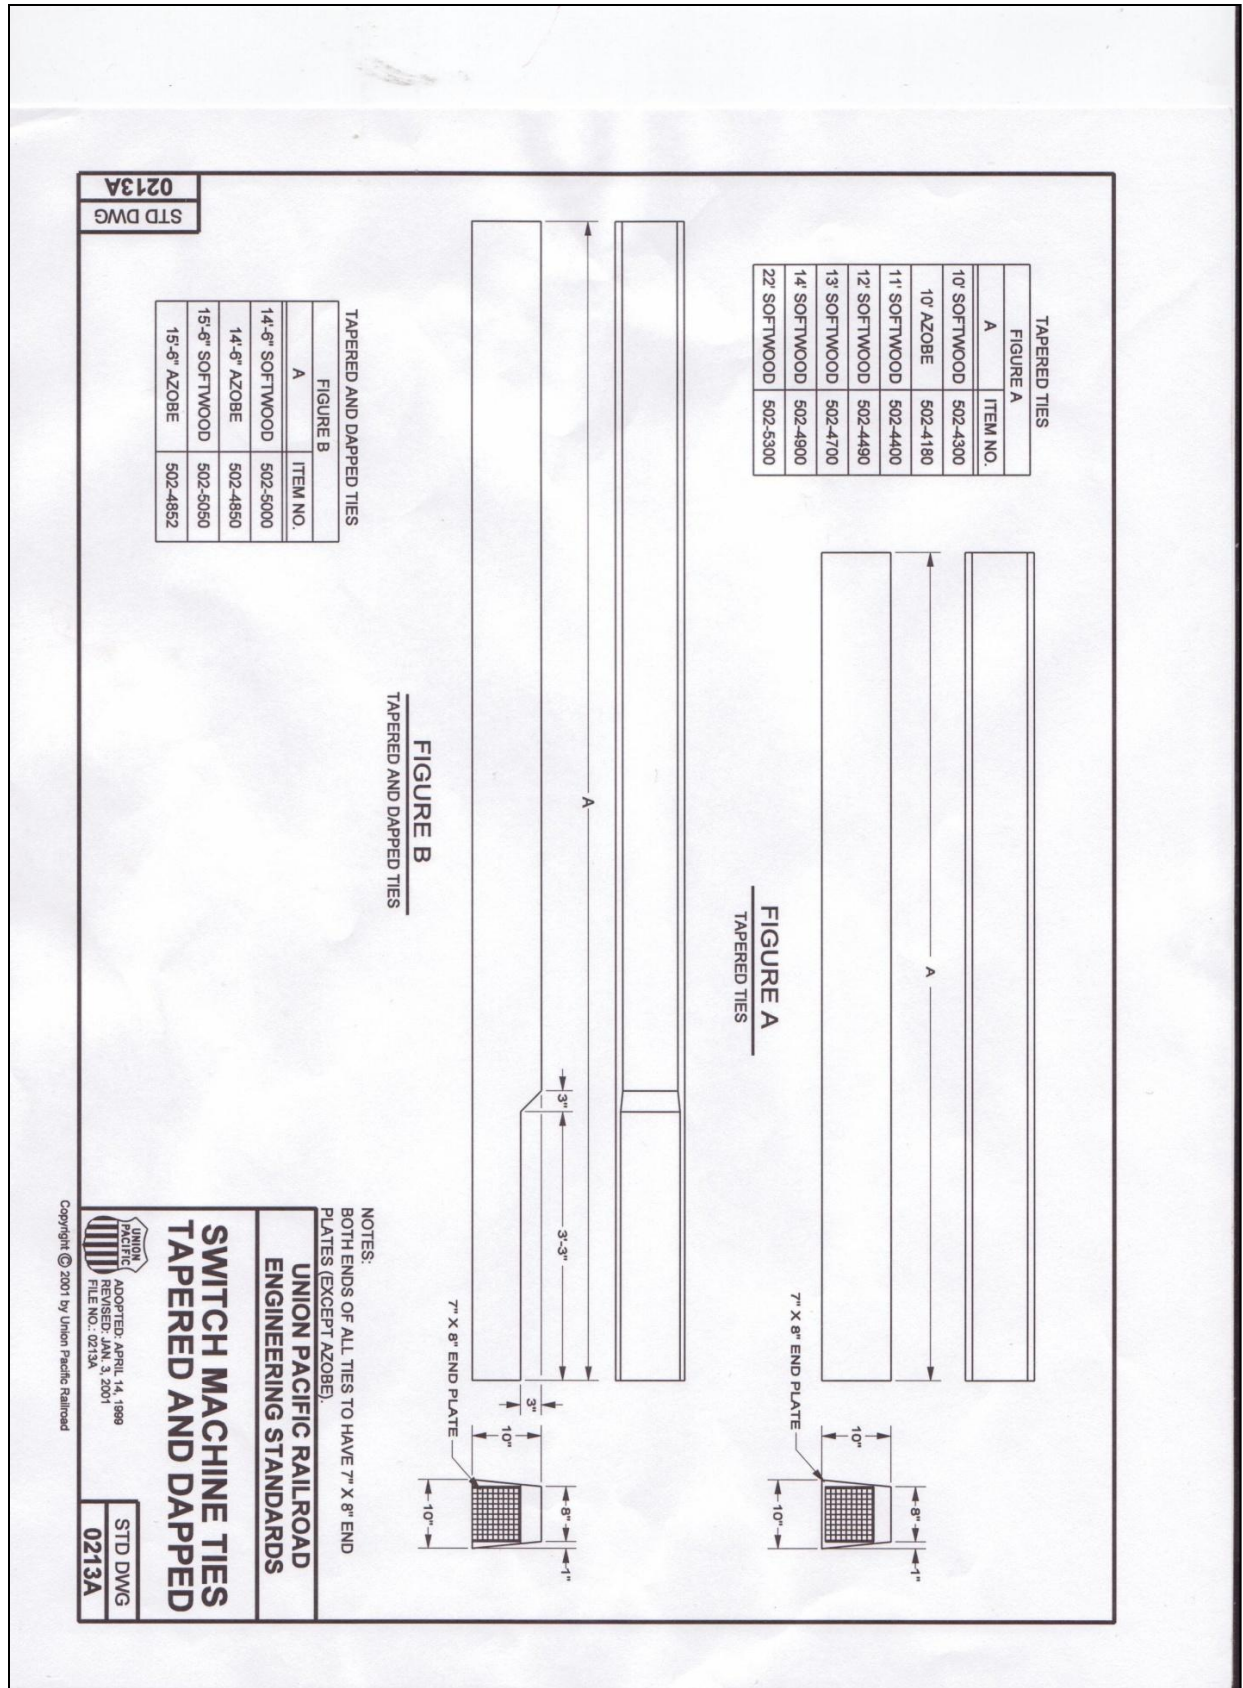 STD DWG
0213A
TAPERED TIES
FIGURE A
A ITEM NO.
10' SOFTWOOD 502-4300
10' AZOBE 502-4180
11' SOFTWOOD 502-4400
12' SOFTWOOD 502-4490
13' SOFTWOOD 502-4700
14' SOFTWOOD 502-4900
22' SOFTWOOD 502-5300
A
8"
1"
10"
10"
7" X 8" END PLATE
FIGURE A
TAPERED TIES
A
3"
3'-3"
3"
8"
1"
10"
10"
7" X 8" END PLATE
FIGURE B
TAPERED AND DAPPED TIES
TAPERED AND DAPPED TIES
FIGURE B
A ITEM NO.
14'-6" SOFTWOOD 502-5000
14'-6" AZOBE 502-4850
15'-6" SOFTWOOD 502-5050
15'-6" AZOBE 502-4852
NOTES:
BOTH ENDS OF ALL TIES TO HAVE 7" X 8" END
PLATES (EXCEPT AZOBE).
UNION PACIFIC RAILROAD
ENGINEERING STANDARDS
SWITCH MACHINE TIES
TAPERED AND DAPPED
UNION
PACIFIC
ADOPTED: APRIL 14, 1999
REVISED: JAN. 3, 2001
FILE NO.: 0213A
STD DWG
0213A
Copyright © 2001 by Union Pacific Railroad